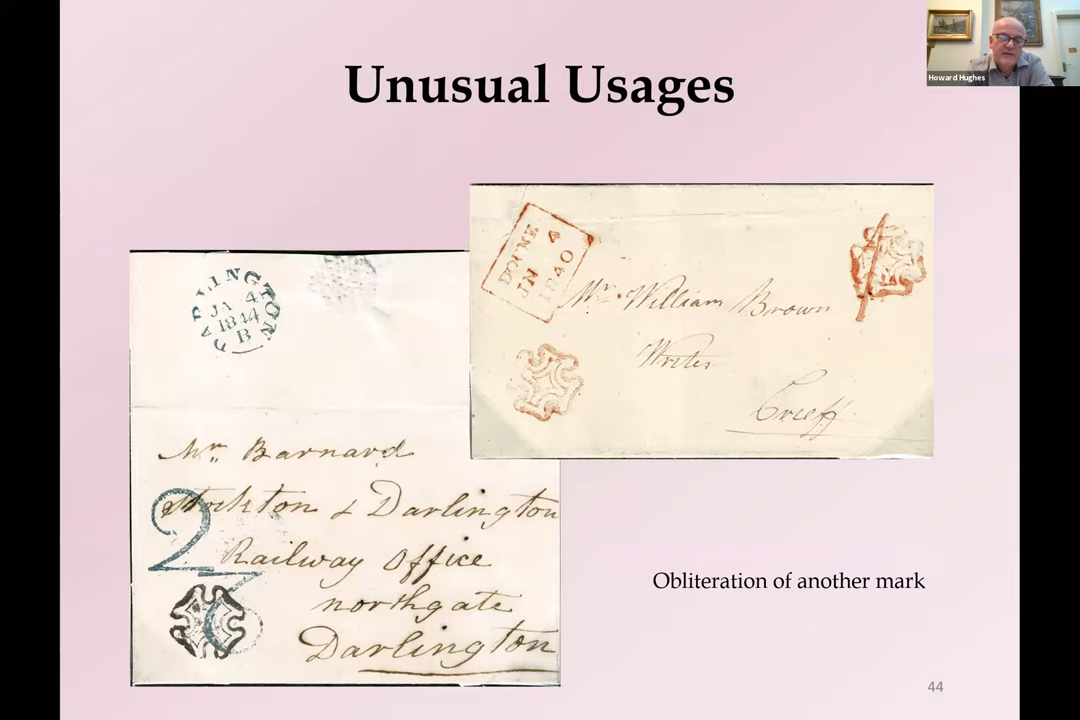 Howard Hughes
Unusual Usages
DOUNE
4
JN
1840
Mr. William Brown
Writer
Crieff
DARLINGTON
JA 4
1844
B
Mr. Barnard
Stockton & Darlington
2
Railway Office
northgate
Darlington
Obliteration of another mark
44